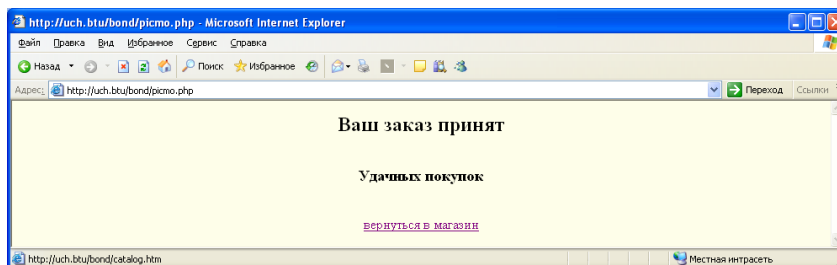 http://uch.btu/bond/picmo.php - Microsoft Internet Explorer
Файл Правка Вид Избранное Сервис Справка
Назад Поиск Избранное
Адрес: http://uch.btu/bond/picmo.php Переход Ссылки
Ваш заказ принят
Удачных покупок
вернуться в магазин
http://uch.btu/bond/catalog.htm Местная интрасеть